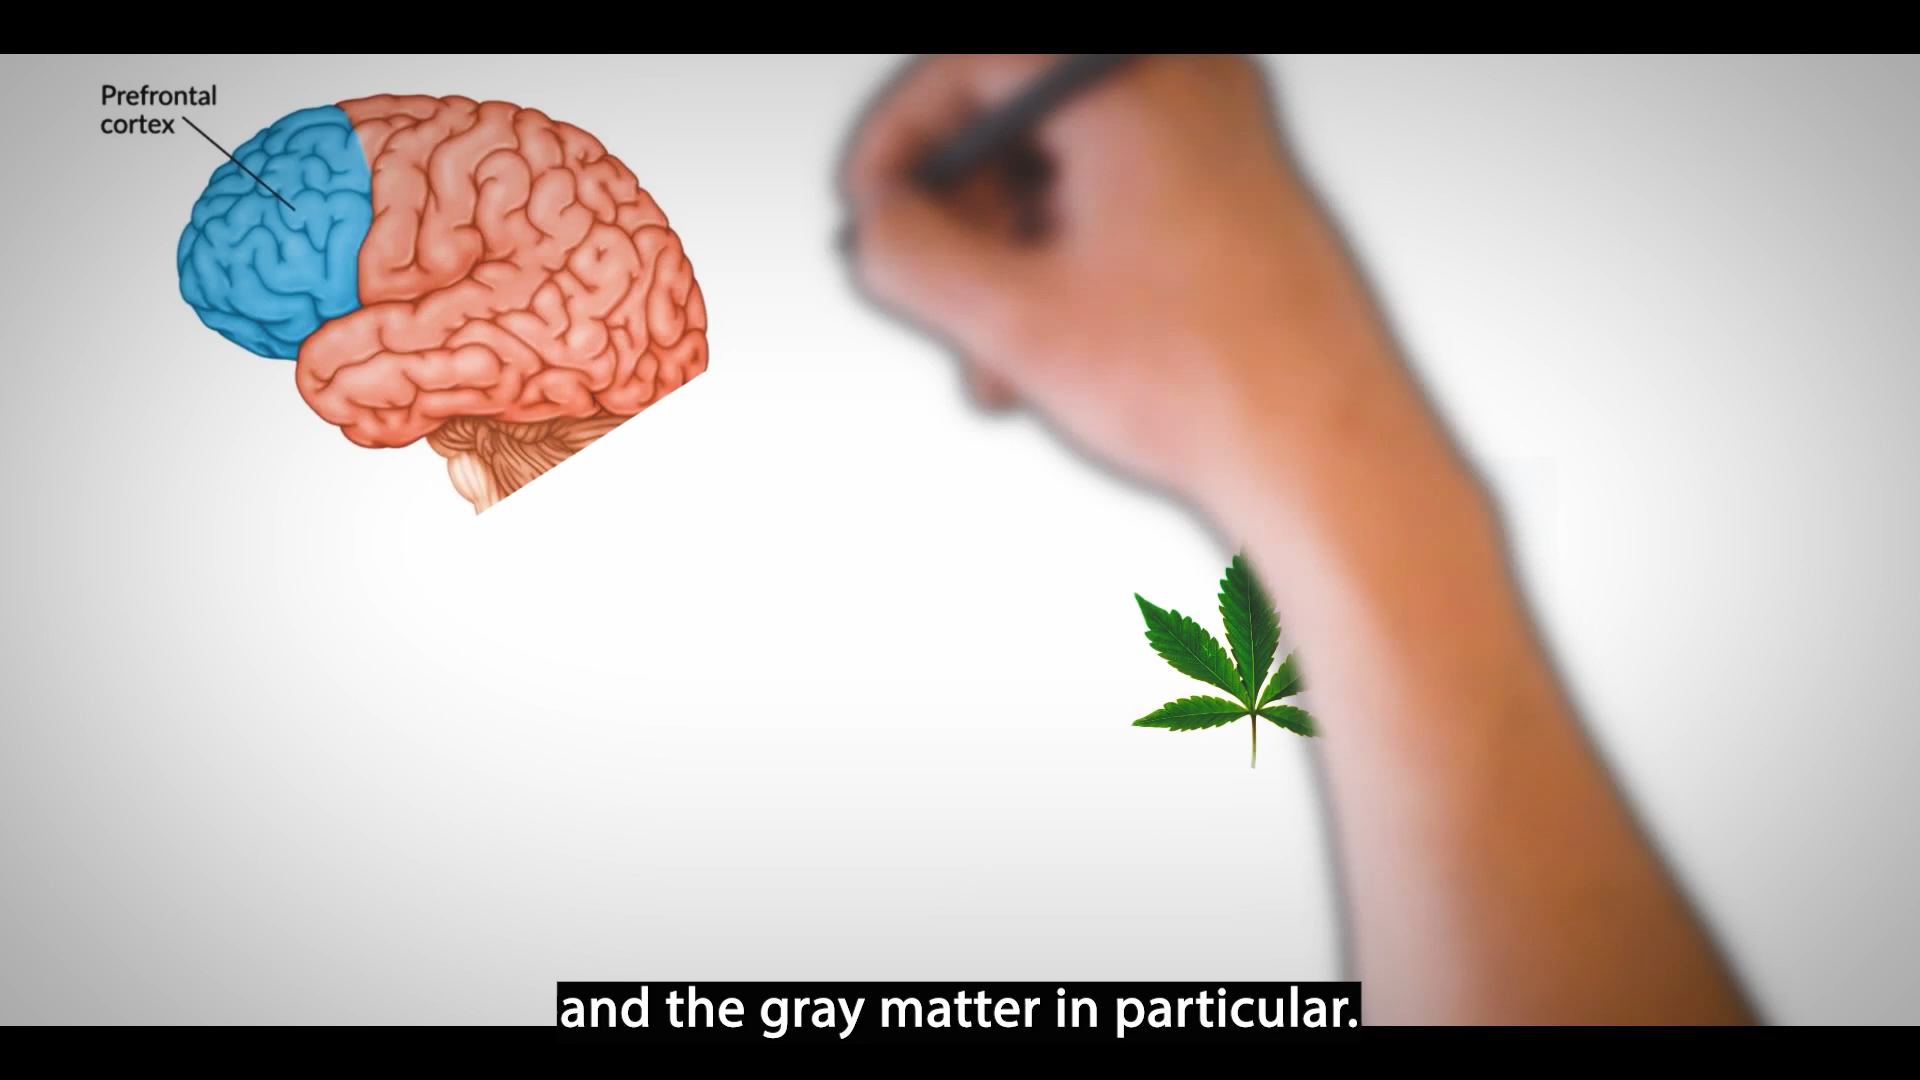 Prefrontal
cortex
and the gray matter in particular.